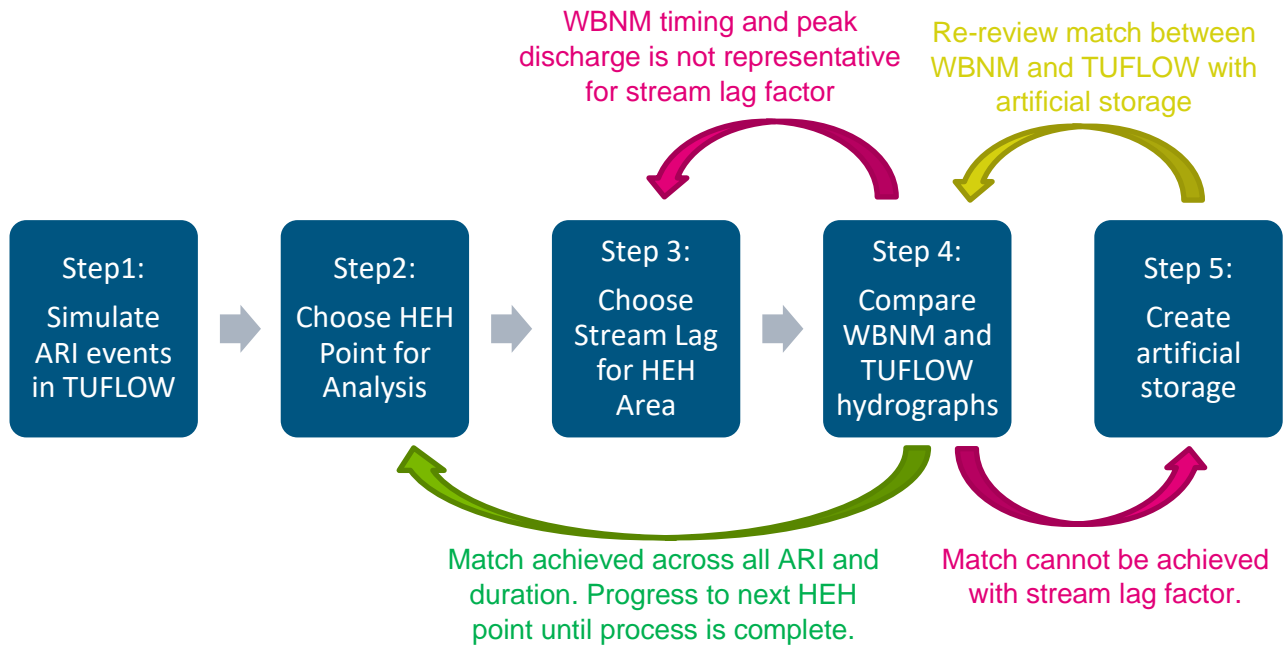 WBNM timing and peak
discharge is not representative
for stream lag factor
Re-review match between
WBNM and TUFLOW with
artificial storage
Step1:
Simulate
ARI events
in TUFLOW
Step2:
Choose HEH
Point for
Analysis
Step 3:
Choose
Stream Lag
for HEH
Area
Step 4:
Compare
WBNM and
TUFLOW
hydrographs
Step 5:
Create
artificial
storage
Match achieved across all ARI and
duration. Progress to next HEH
point until process is complete.
Match cannot be achieved
with stream lag factor.